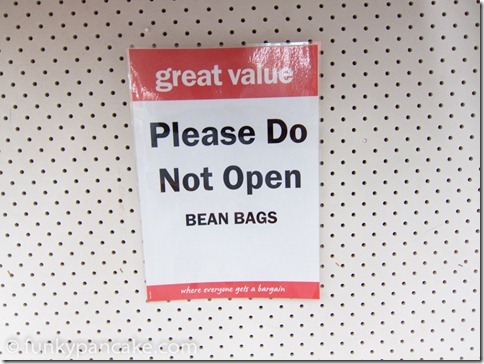 great value
Please Do
Not Open
BEAN BAGS
where everyone gets a bargain
© funkypancake.com